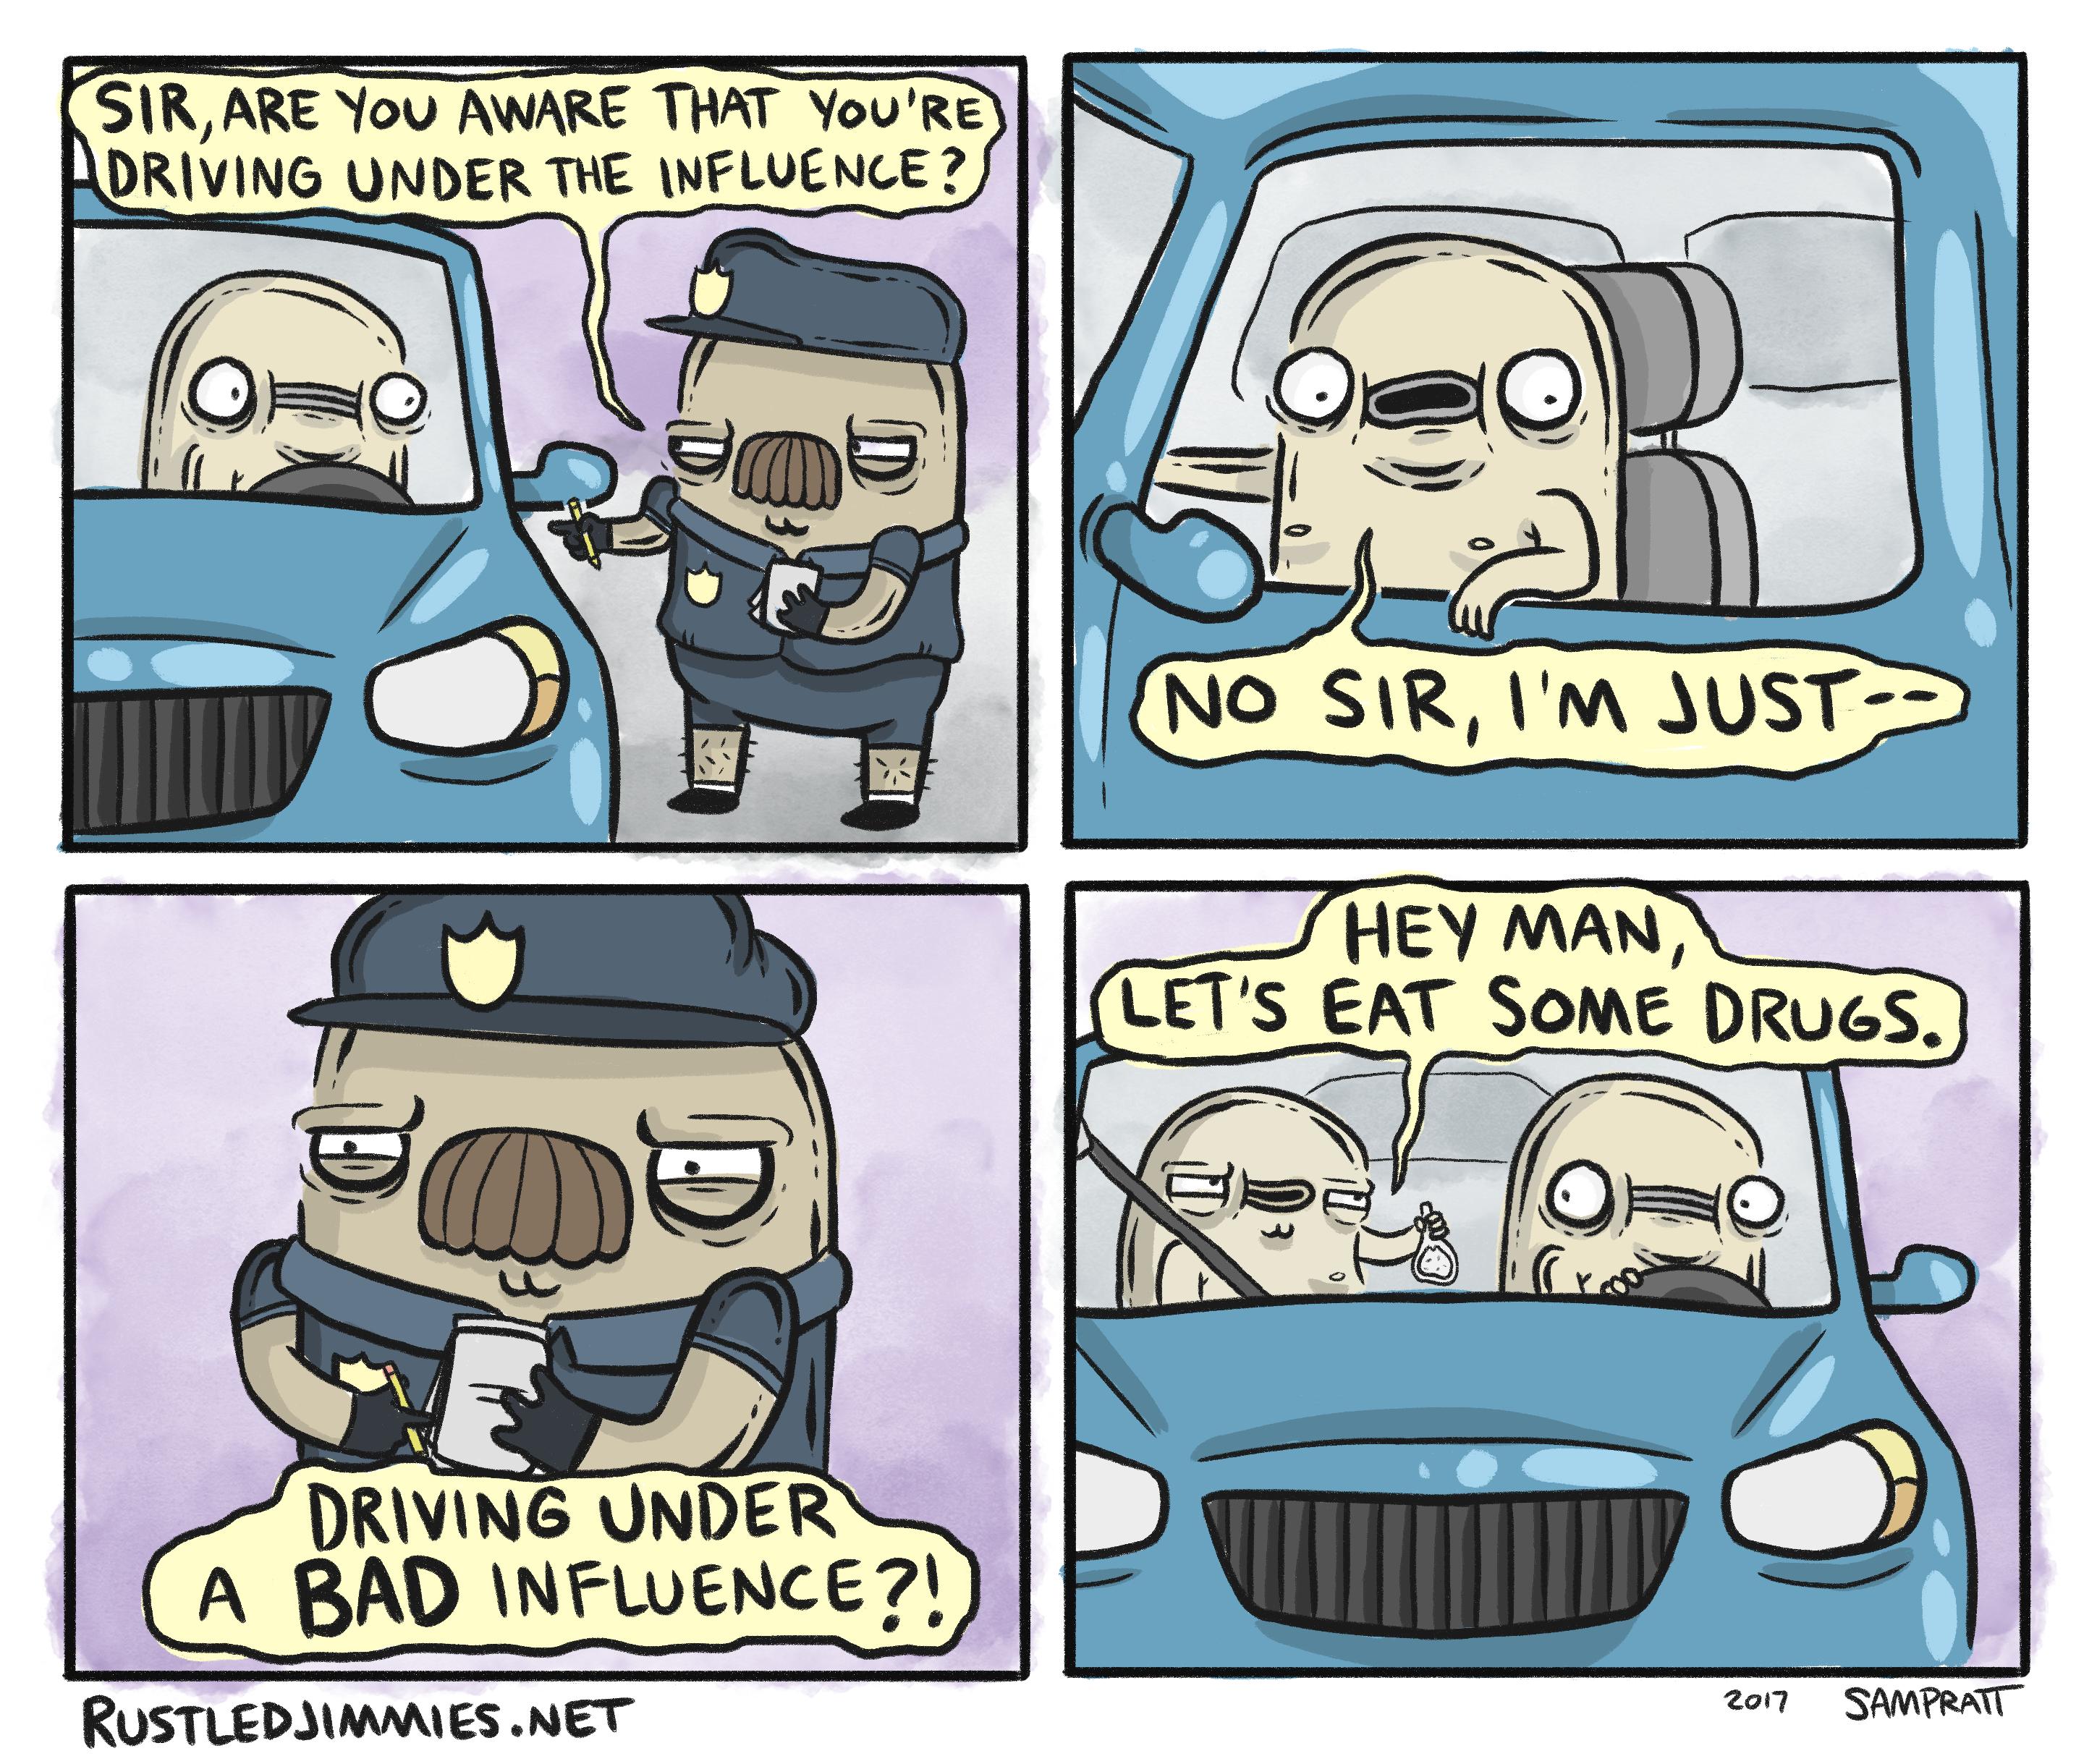 SIR, ARE YOU AWARE THAT YOU'RE
DRIVING UNDER THE INFLUENCE?
NO SIR, I'M JUST--
DRIVING UNDER
A BAD INFLUENCE?!
HEY MAN,
LET'S EAT SOME DRUGS.
RUSTLEDJIMMIES.NET
2017 SAMPRATT